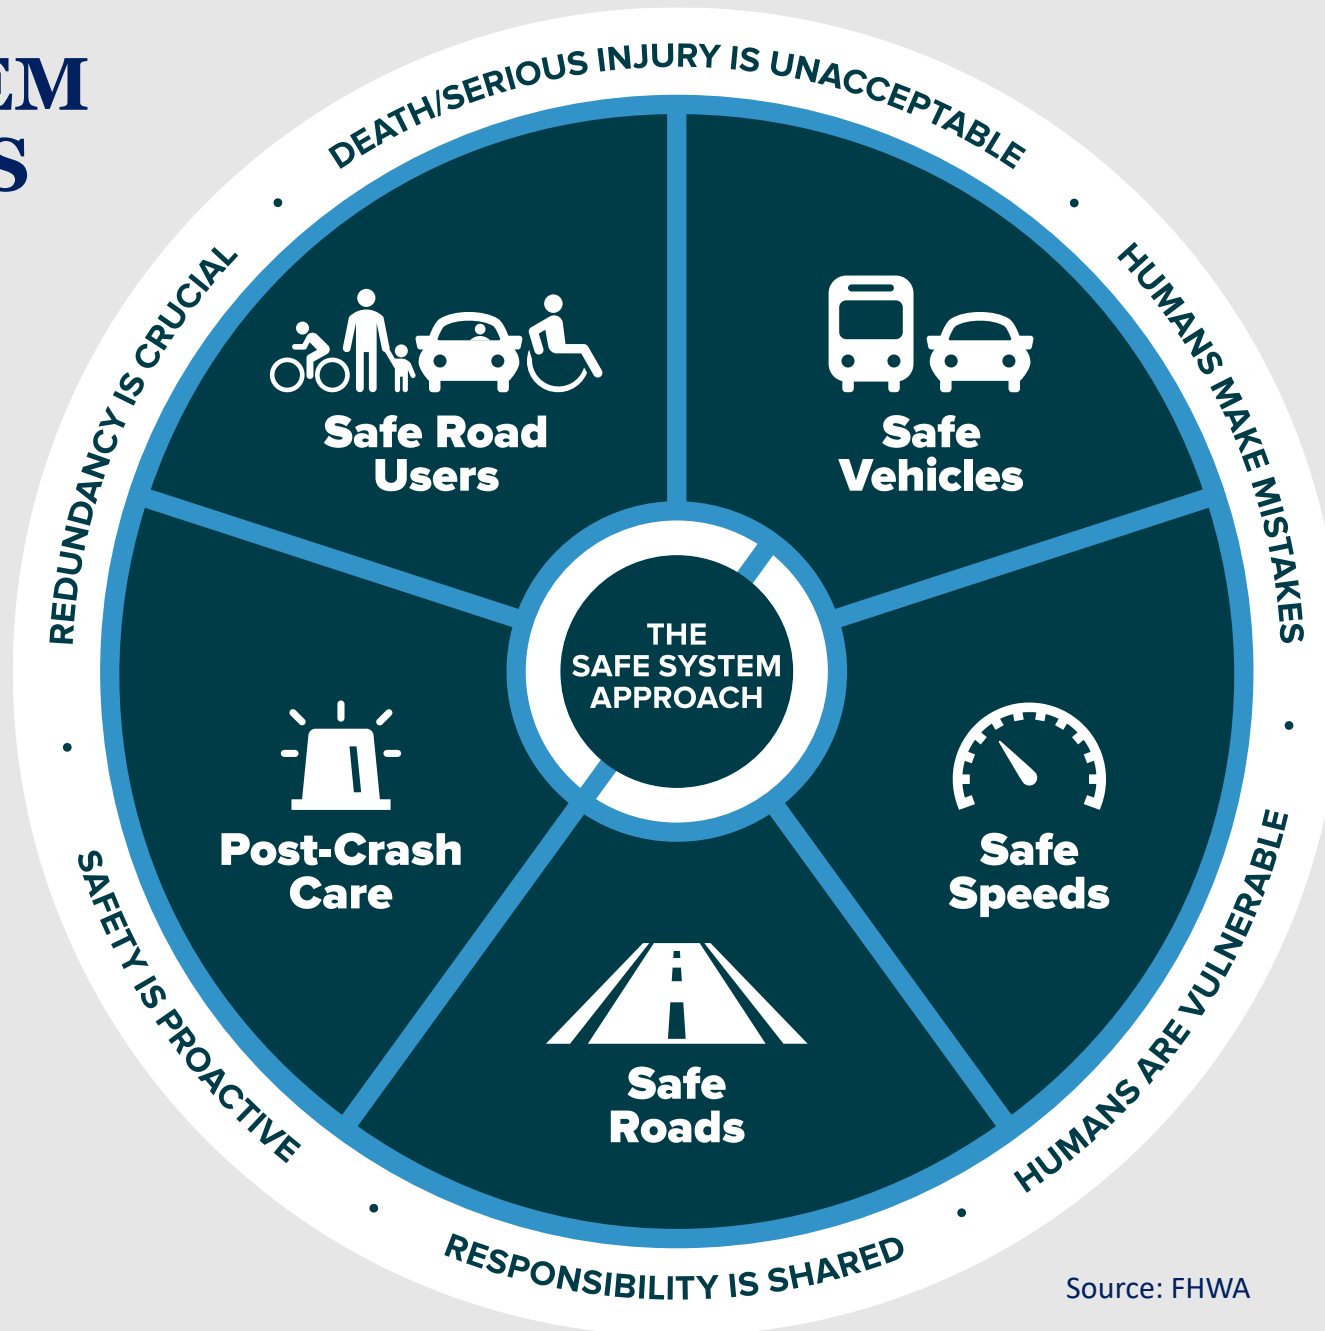 DEATH/SERIOUS INJURY IS UNACCEPTABLE
HUMANS MAKE MISTAKES
HUMANS ARE VULNERABLE
RESPONSIBILITY IS SHARED
SAFETY IS PROACTIVE
REDUNDANCY IS CRUCIAL
Safe Road
Users
Safe
Vehicles
THE
SAFE SYSTEM
APPROACH
Post-Crash
Care
Safe
Speeds
Safe
Roads
Source: FHWA